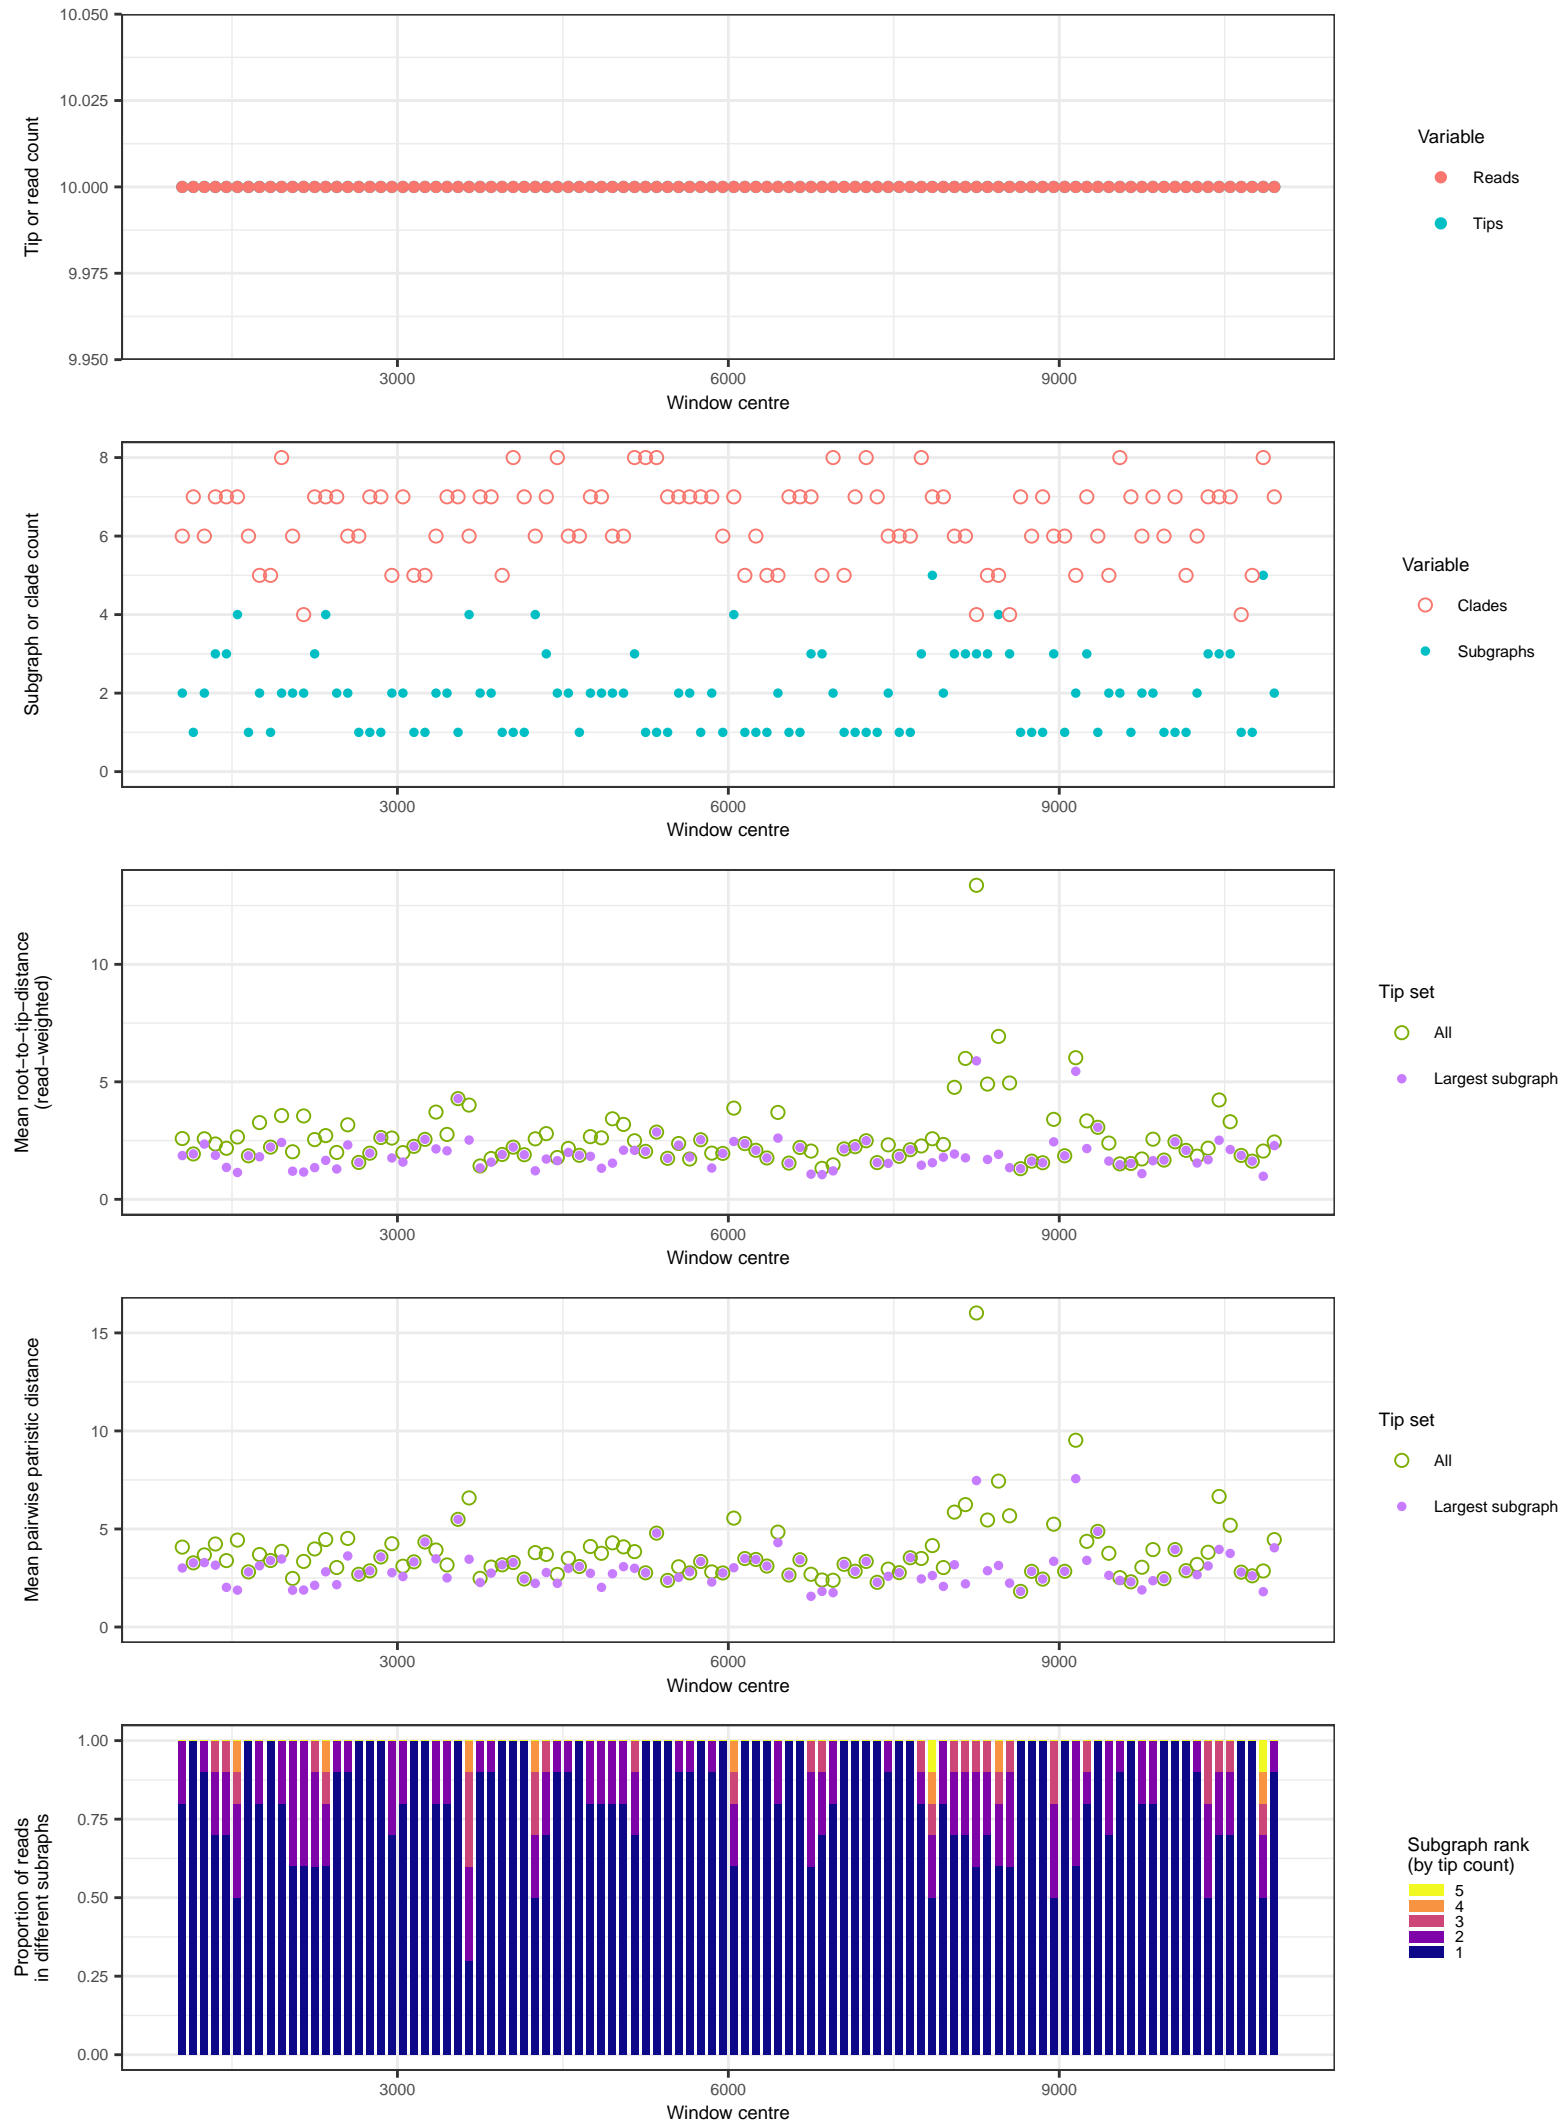 10.050
10.025
10.000
9.975
9.950
Tip or read count
3000
6000
9000
Window centre
Variable
Reads
Tips
8
6
4
2
0
Subgraph or clade count
3000
6000
9000
Window centre
Variable
Clades
Subgraphs
10
5
0
Mean root−to−tip−distance
(read−weighted)
3000
6000
9000
Window centre
Tip set
All
Largest subgraph
15
10
5
0
Mean pairwise patristic distance
3000
6000
9000
Window centre
Tip set
All
Largest subgraph
1.00
0.75
0.50
0.25
0.00
Proportion of reads
in different subraphs
3000
6000
9000
Window centre
Subgraph rank
(by tip count)
5
4
3
2
1